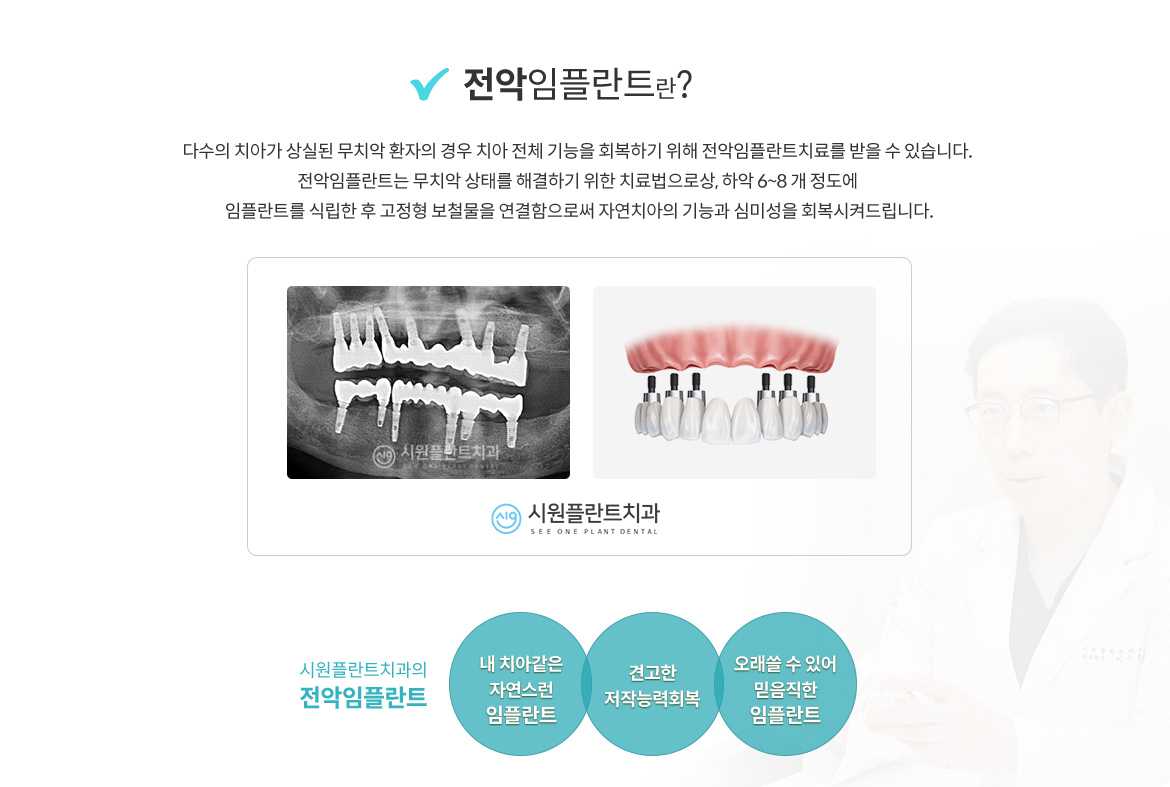 전악임플란트란?
다수의 치아가 상실된 무치악 환자의 경우 치아 전체 기능을 회복하기 위해 전악임플란트치료를 받을 수 있습니다.
전악임플란트는 무치악 상태를 해결하기 위한 치료법으로상, 하악 6~8 개 정도에
임플란트를 식립한 후 고정형 보철물을 연결함으로써 자연치아의 기능과 심미성을 회복시켜드립니다.
시원플란트치과
SEE ONE PLANT DENTAL
시원플란트치과
SEE ONE PLANT DENTAL
시원플란트치과의
전악임플란트
내 치아같은
자연스런
임플란트
견고한
저작능력회복
오래쓸 수 있어
믿음직한
임플란트